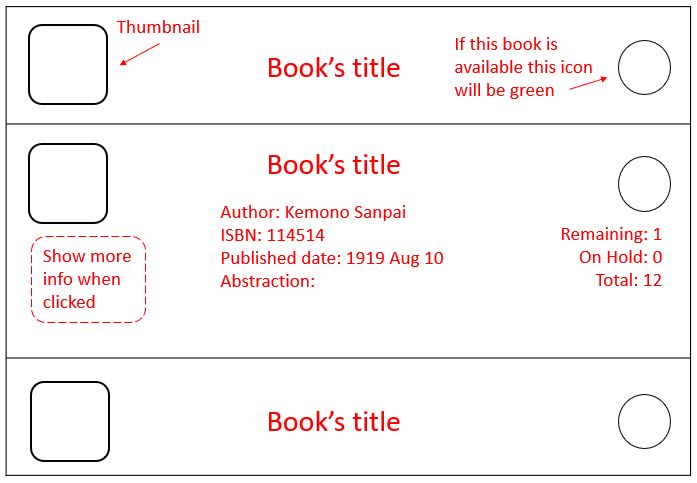 Thumbnail
Book's title
If this book is
available this icon
will be green
Book's title
Author: Kemono Sanpai
ISBN: 114514
Published date: 1919 Aug 10
Abstraction:
Show more
info when
clicked
Remaining: 1
On Hold: 0
Total: 12
Book's title